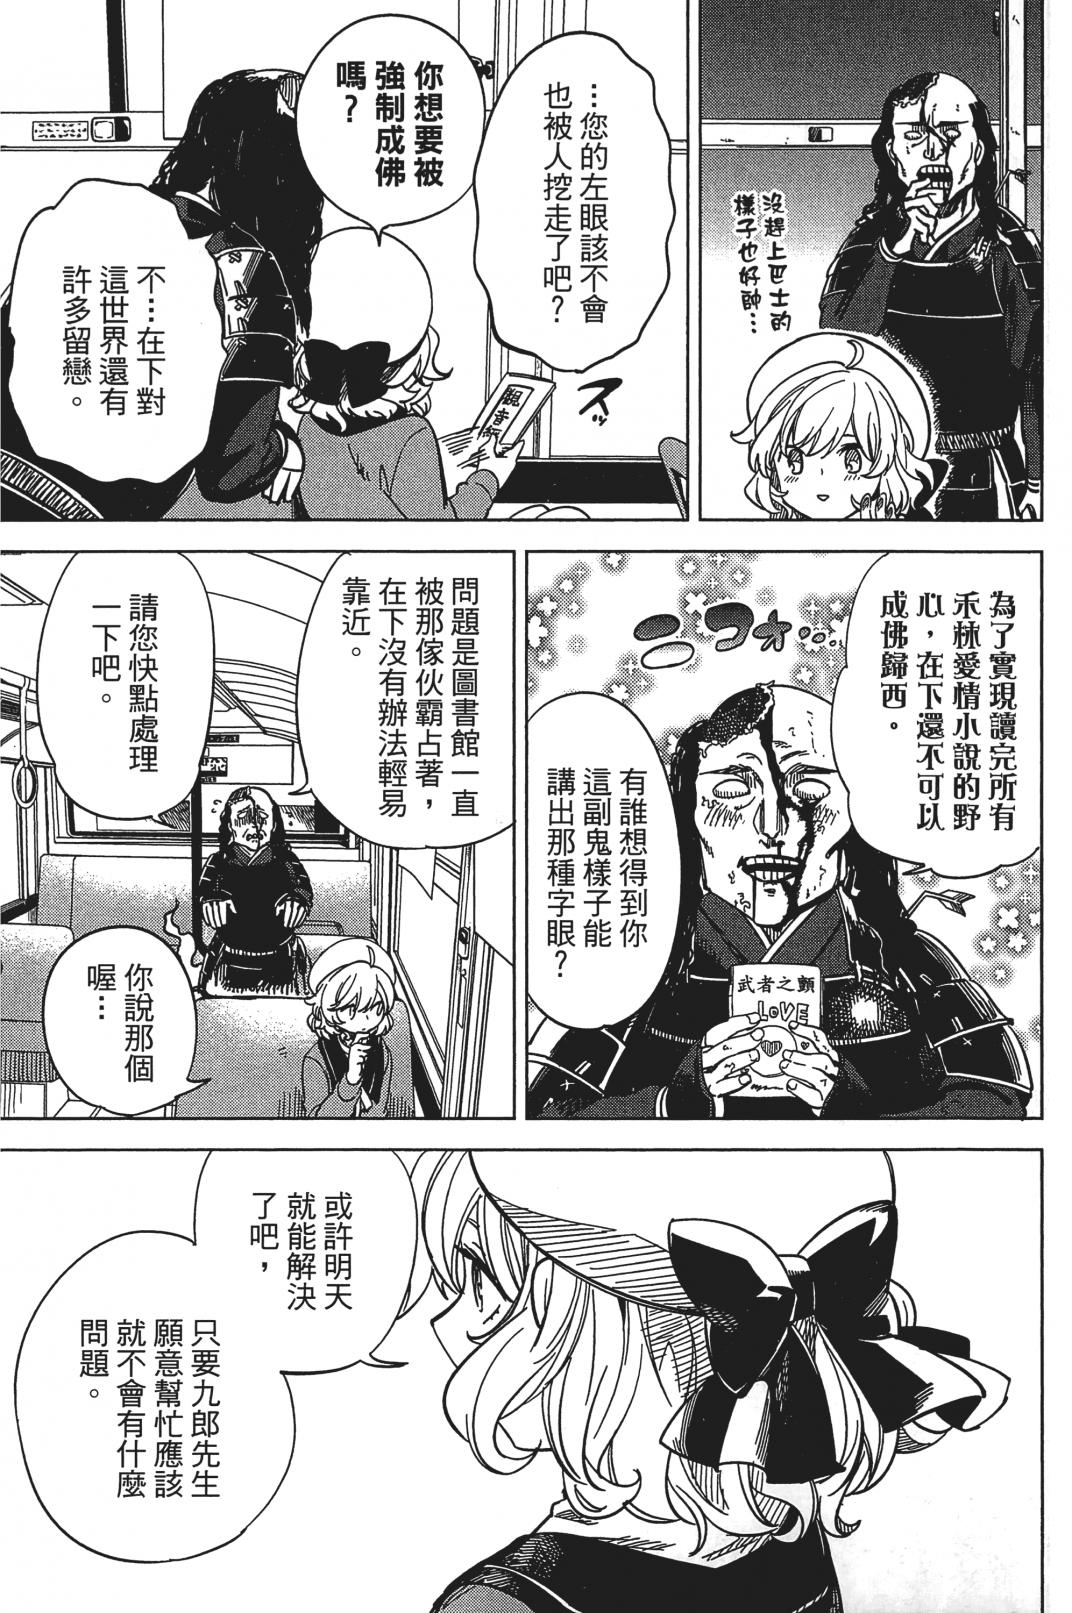 沒趕上巴士的
樣子也好帥…
…您的左眼該不會
也被人挖走了吧？
你想要被
強制成佛
嗎？
不…在下對
這世界還有
許多留戀。
スッ
為了實現讀完所有
禾林愛情小說的野
心，在下還不可以
成佛歸西。
ニコォ…
有誰想得到你
這副鬼樣子能
講出那種字眼？
武者之顫
LOVE
問題是圖書館一直
被那傢伙霸占著，
在下沒有辦法輕易
靠近。
請您快點處理
一下吧。
你說那個
喔…
或許明天
就能解決
了吧，
只要九郎先生
願意幫忙應該
就不會有什麼
問題。